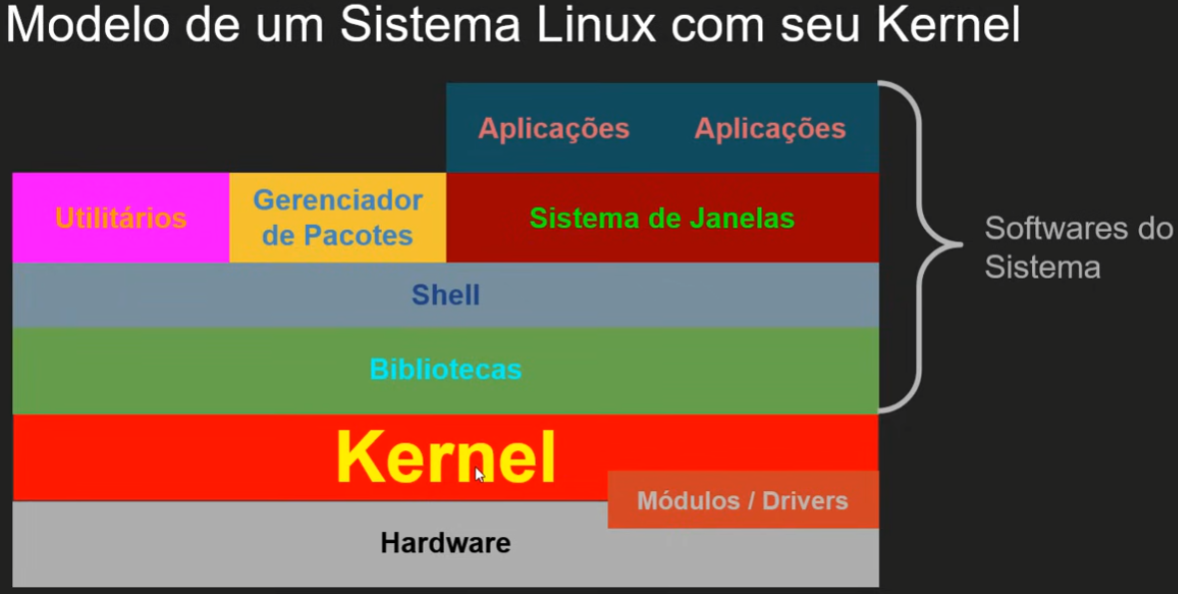 Modelo de um Sistema Linux com seu Kernel
Aplicações
Aplicações
Utilitários
Gerenciador
de Pacotes
Sistema de Janelas
Softwares do
Sistema
Shell
Bibliotecas
Kernel
Módulos / Drivers
Hardware